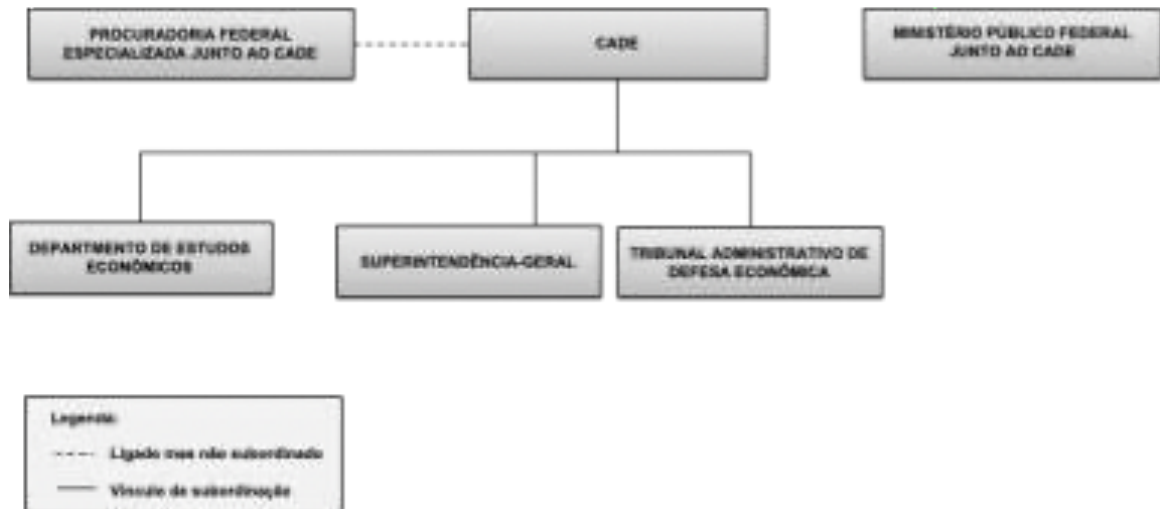 PROCURADORIA FEDERAL
ESPECIALIZADA JUNTO AO CADE
CADE
MINISTÉRIO PÚBLICO FEDERAL
JUNTO AO CADE
DEPARTMENTO DE ESTUDOS
ECONÔMICOS
SUPERINTENDÊNCIA-GERAL
TRIBUNAL ADMINISTRATIVO DE
DEFESA ECONÔMICA
Legenda:
Ligado mas não subordinado
Vínculo de subordinação